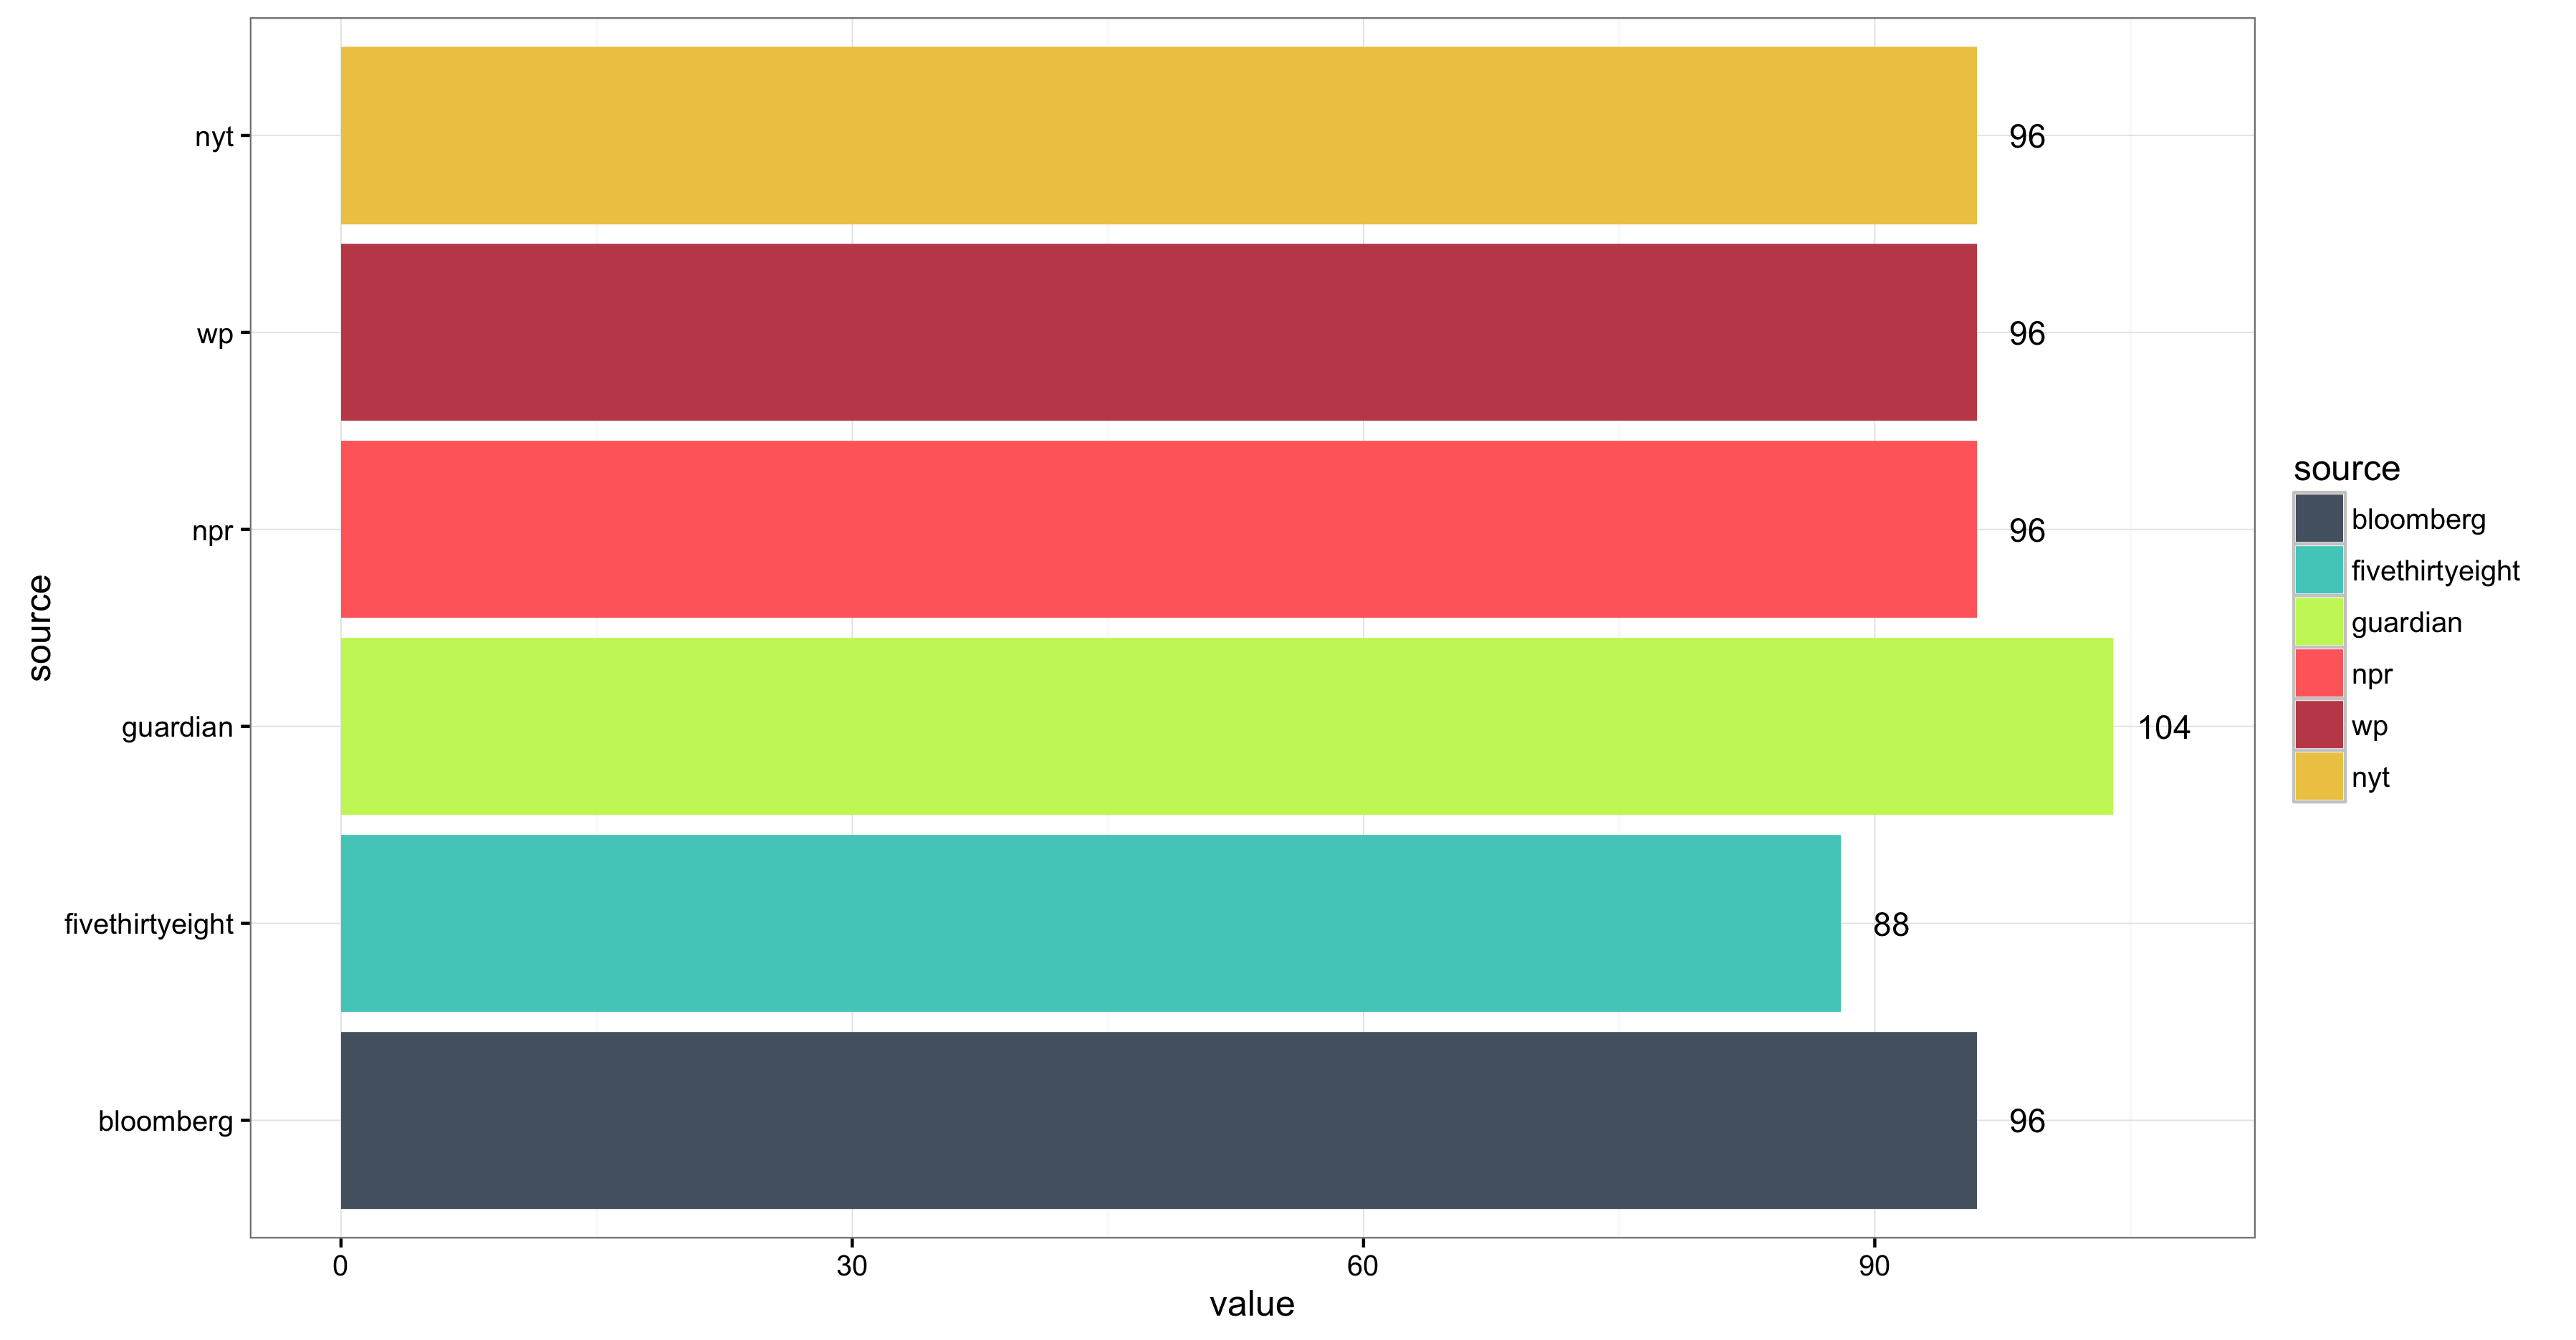 source
nyt
wp
npr
guardian
fivethirtyeight
bloomberg
96
96
96
104
88
96
0 30 60 90
value
source
bloomberg
fivethirtyeight
guardian
npr
wp
nyt